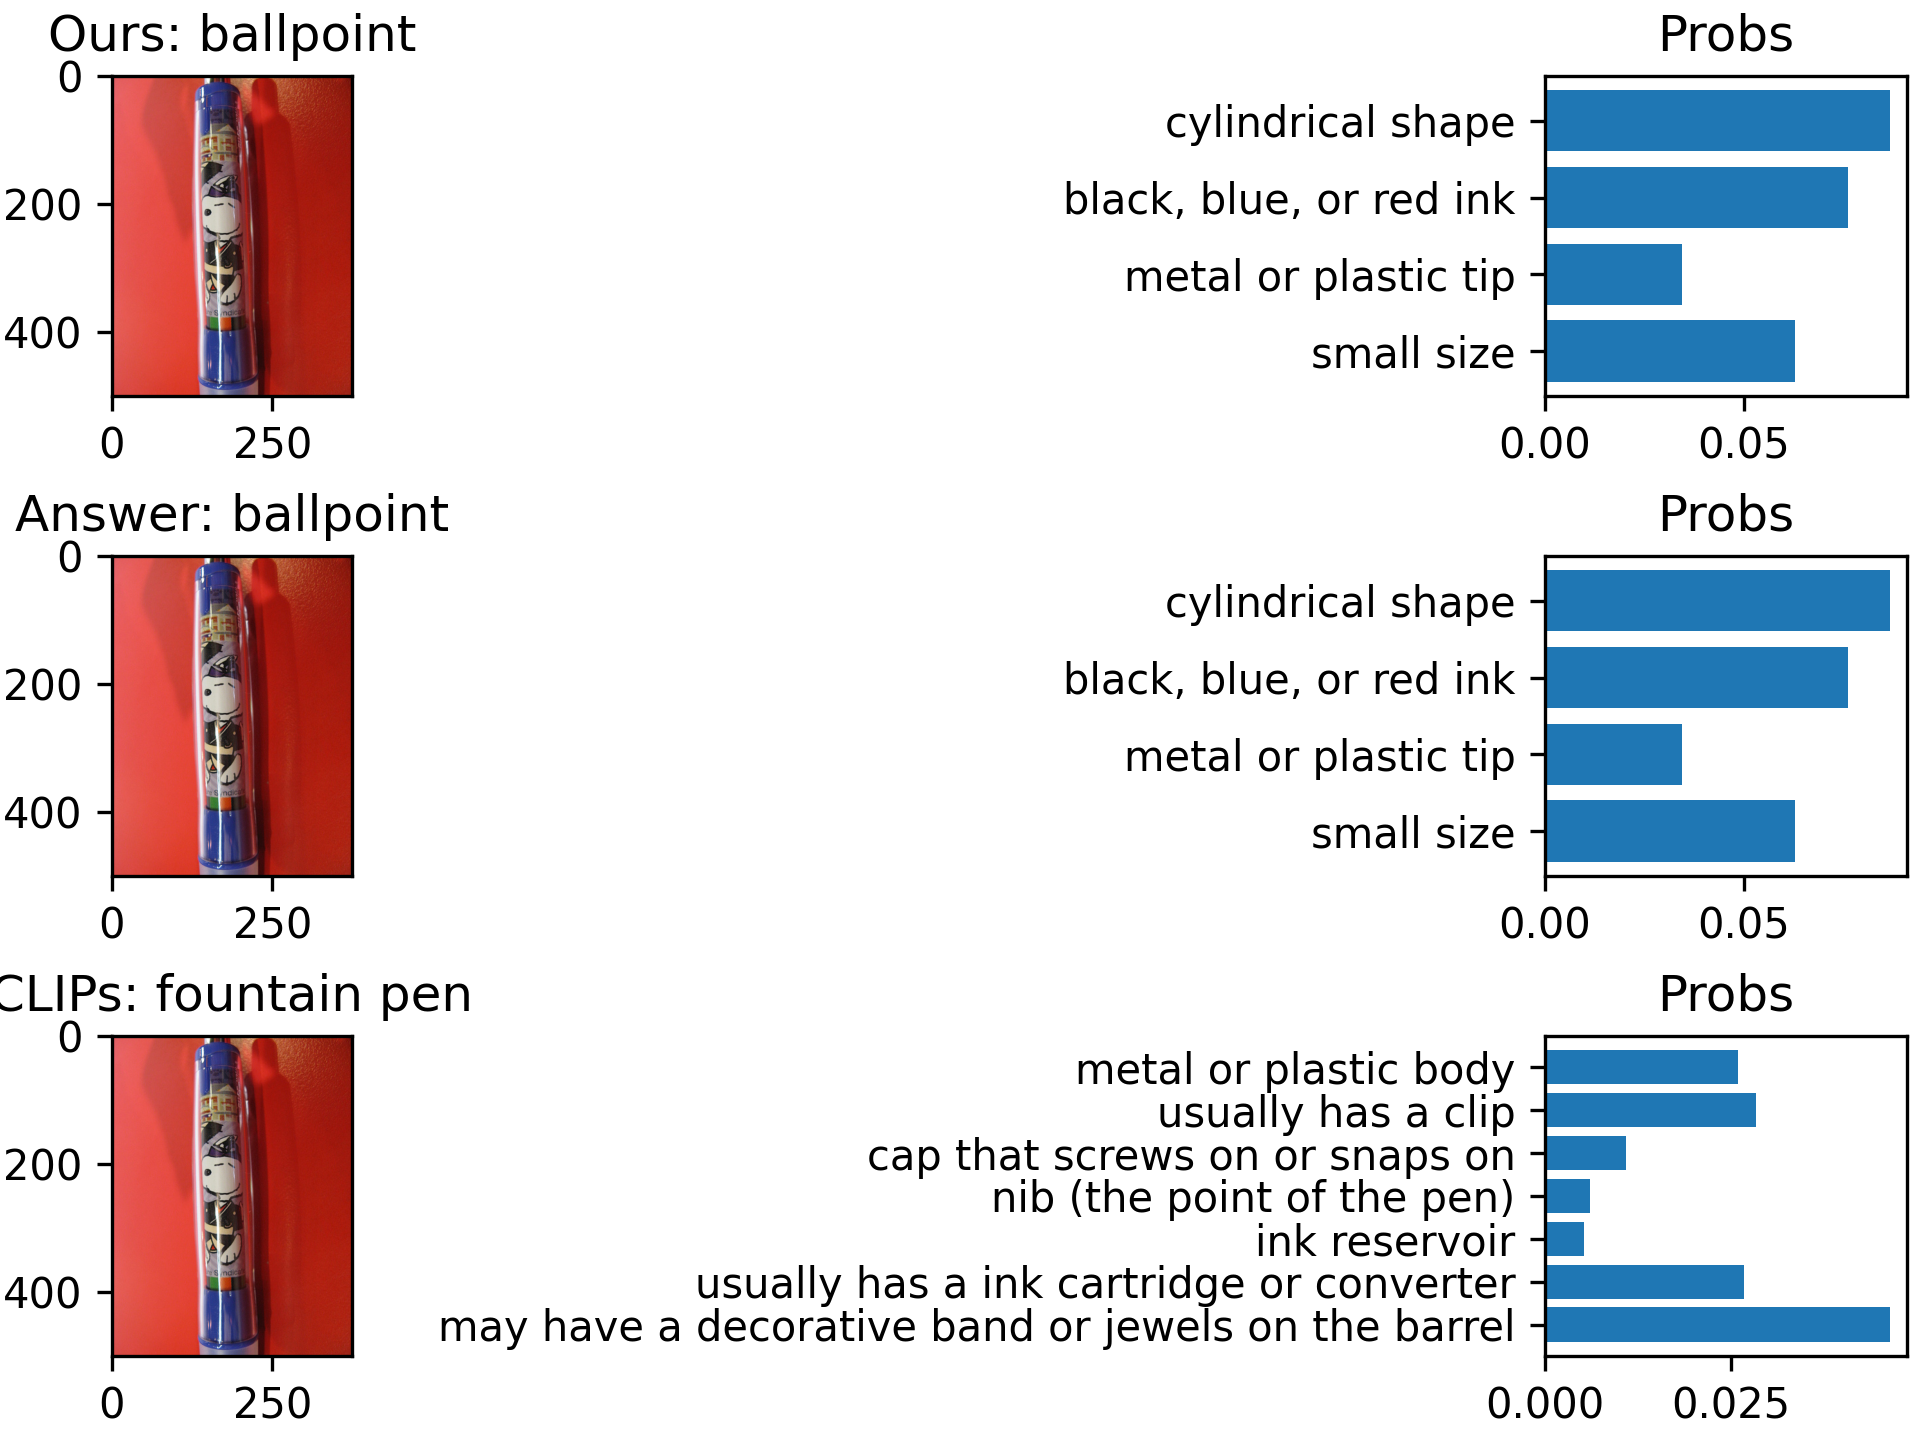 Ours: ballpoint
0
200
400
0 250
Probs
cylindrical shape
black, blue, or red ink
metal or plastic tip
small size
0.00 0.05
Answer: ballpoint
0
200
400
0 250
Probs
cylindrical shape
black, blue, or red ink
metal or plastic tip
small size
0.00 0.05
CLIPs: fountain pen
0
200
400
0 250
Probs
metal or plastic body
usually has a clip
cap that screws on or snaps on
nib (the point of the pen)
ink reservoir
usually has a ink cartridge or converter
may have a decorative band or jewels on the barrel
0.000 0.025